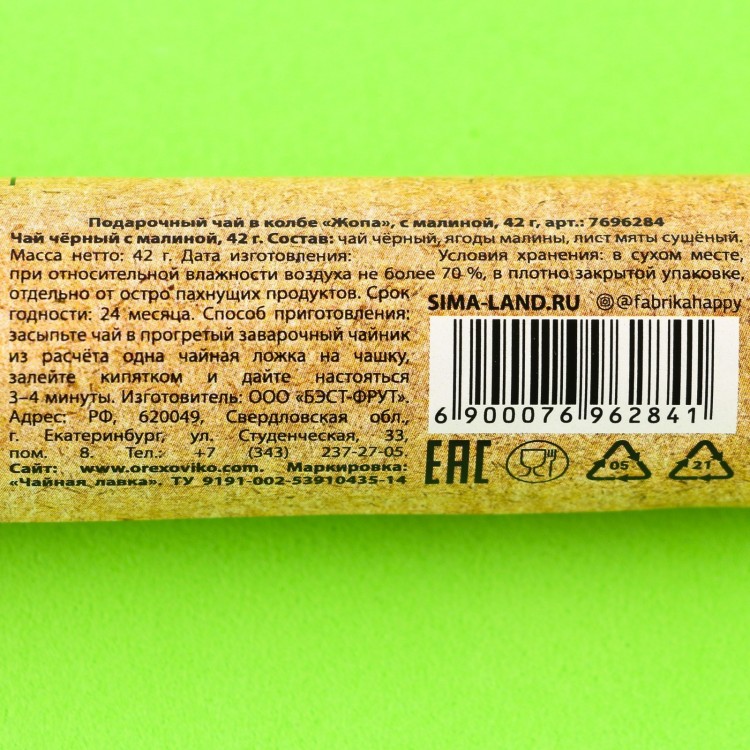 Подарочный чай в колбе «Жопа», с малиной, 42 г, арт.: 7696284
Чай чёрный с малиной, 42 г. Состав: чай чёрный, ягоды малины, лист мяты сушёный.
Масса нетто: 42 г. Дата изготовления: Условия хранения: в сухом месте,
при относительной влажности воздуха не более 70 %, в плотно закрытой упаковке,
отдельно от остро пахнущих продуктов. Срок
годности: 24 месяца. Способ приготовления:
засыпьте чай в прогретый заварочный чайник
из расчёта одна чайная ложка на чашку,
залейте кипятком и дайте настояться
3–4 минуты. Изготовитель: ООО «БЭСТ-ФРУТ».
Адрес: РФ, 620049, Свердловская обл.,
г. Екатеринбург, ул. Студенческая, 33,
пом. 8. Тел.: +7 (343) 237-27-05.
Сайт: www.orexoviko.com. Маркировка:
«Чайная лавка». ТУ 9191-002-53910435-14
SIMA-LAND.RU @fabrikahappy
6 900076 962841
EAC 05 21